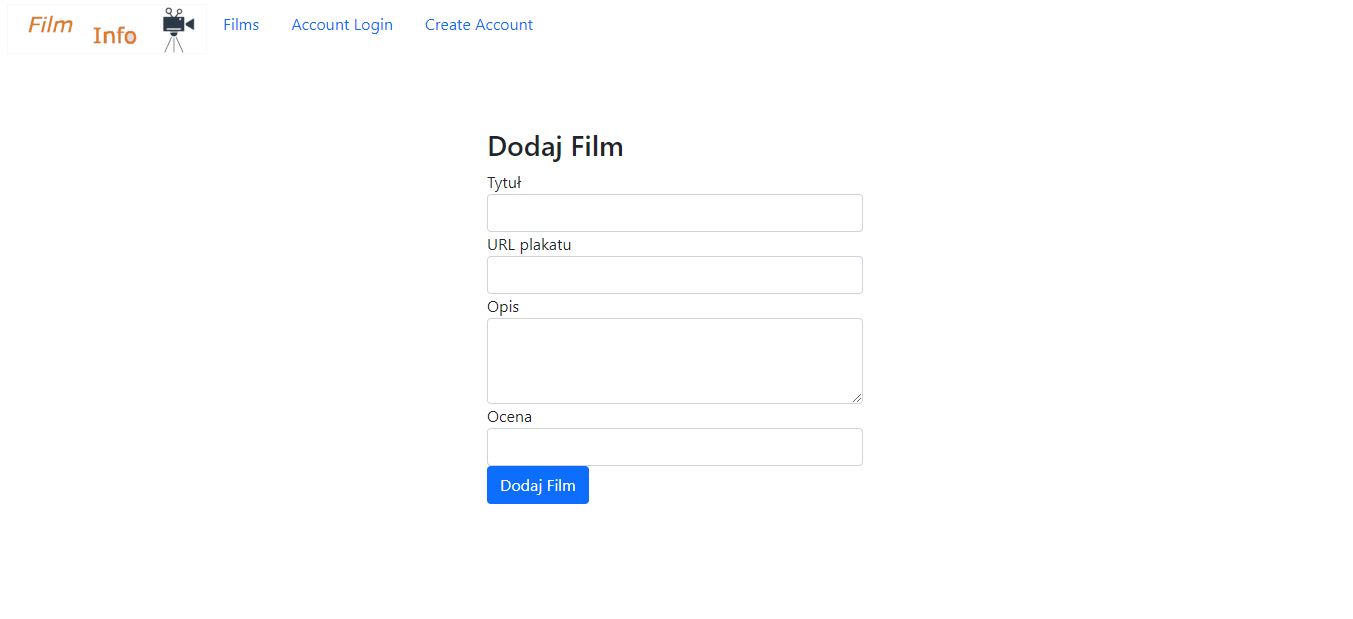 Film
Info
Films
Account Login
Create Account
Dodaj Film
Tytuł
URL plakatu
Opis
Ocena
Dodaj Film